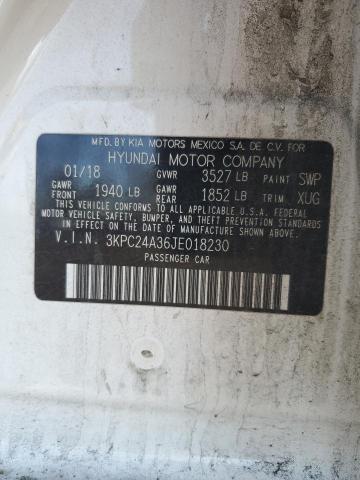 MFD. BY KIA MOTORS MEXICO S.A. DE C.V. FOR
HYUNDAI MOTOR COMPANY
01/18 GVWR 3527 LB PAINT SWP
GAWR FRONT 1940 LB GAWR REAR 1852 LB TRIM XUG
THIS VEHICLE CONFORMS TO ALL APPLICABLE U.S.A. FEDERAL
MOTOR VEHICLE SAFETY, BUMPER, AND THEFT PREVENTION
STANDARDS IN EFFECT ON THE DATE OF MANUFACTURE SHOWN ABOVE.
V.I.N. 3KPC24A36JE018230
PASSENGER CAR